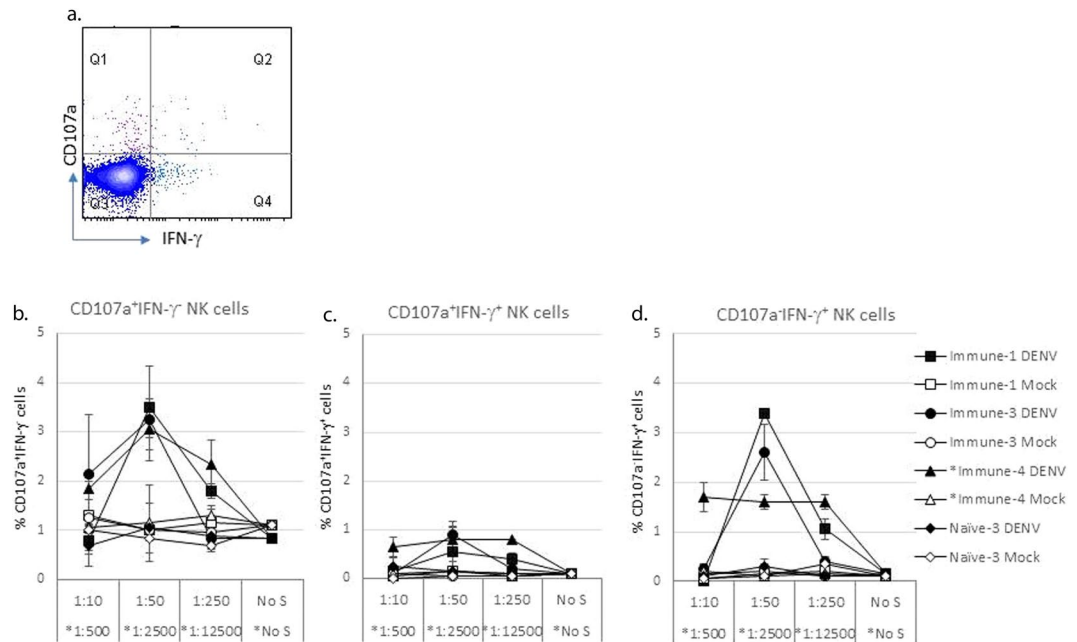 a.
Q1
Q2
CD107a
Q3
Q4
IFN-γ
b.
CD107a⁺IFN-γ⁻ NK cells
c.
CD107a⁺IFN-γ⁺ NK cells
d.
CD107a⁻IFN-γ⁺ NK cells
% CD107a⁺IFN-γ⁻ cells
5
4
3
2
1
0
1:10 1:50 1:250 No S
*1:500 *1:2500 *1:12500 *No S
% CD107a⁺IFN-γ⁺ cells
5
4
3
2
1
0
1:10 1:50 1:250 No S
*1:500 *1:2500 *1:12500 *No S
% CD107a⁻IFN-γ⁺ cells
5
4
3
2
1
0
1:10 1:50 1:250 No S
*1:500 *1:2500 *1:12500 *No S
Immune-1 DENV
Immune-1 Mock
Immune-3 DENV
Immune-3 Mock
*Immune-4 DENV
*Immune-4 Mock
Naïve-3 DENV
Naïve-3 Mock